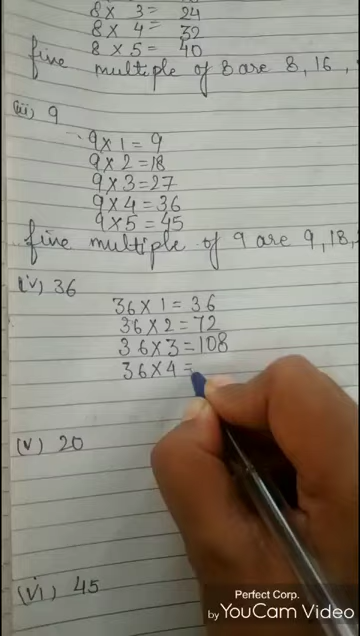 8 x 3 = 24
8 x 4 = 32
8 x 5 = 40
five multiple of 8 are 8, 16,
(iii) 9
9 x 1 = 9
9 x 2 = 18
9 x 3 = 27
9 x 4 = 36
9 x 5 = 45
five multiple of 9 are 9, 18,
(iv) 36
36 x 1 = 36
36 x 2 = 72
36 x 3 = 108
36 x 4 =
(v) 20
(vi) 45
Perfect Corp.
by YouCam Video